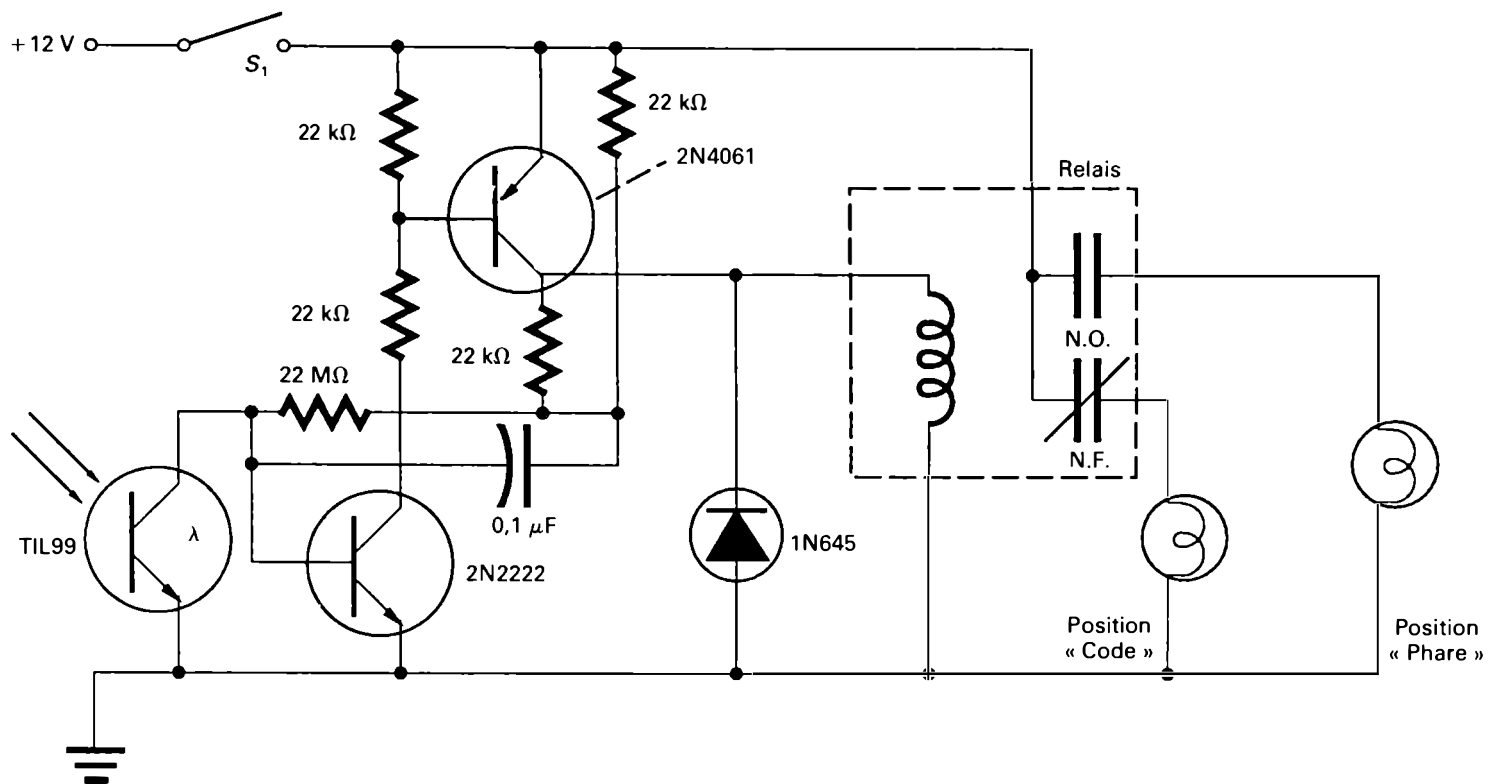 + 12 V
S₁
22 kΩ
22 kΩ
2N4061
Relais
22 kΩ
22 kΩ
22 MΩ
N.O.
N.F.
0,1 μF
TIL99
λ
2N2222
1N645
Position
« Code »
Position
« Phare »